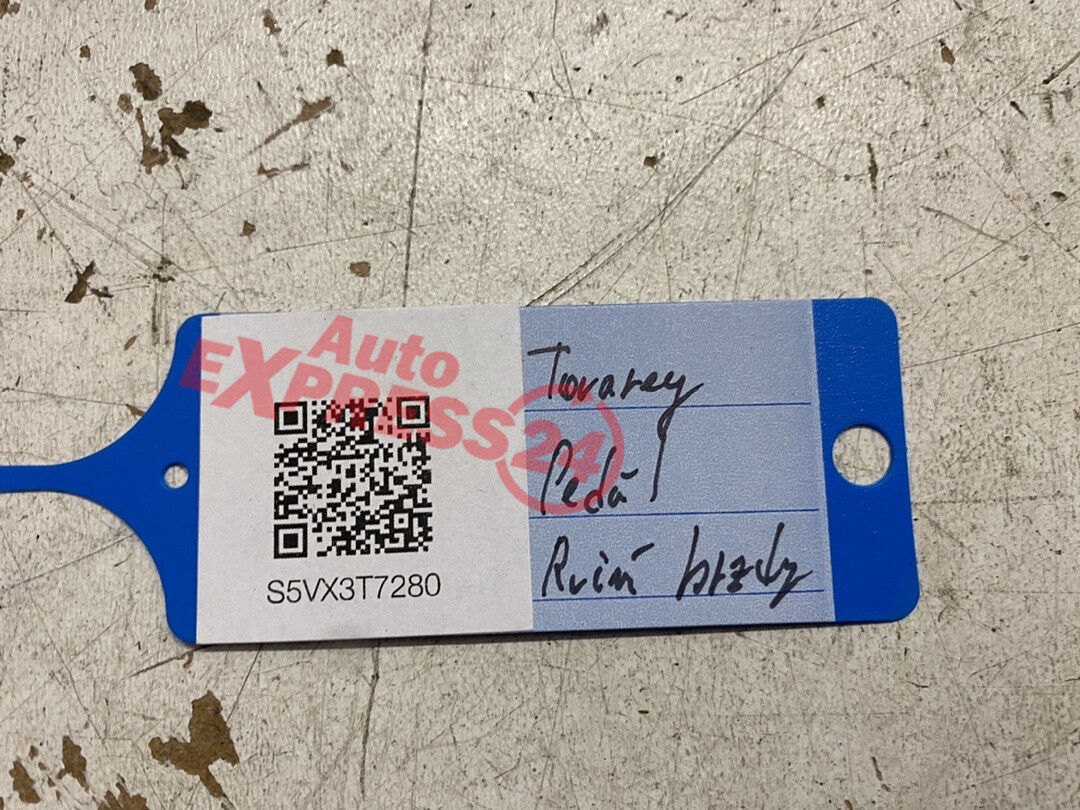 Auto
EXPRESS24
S5VX3T7280
Touareg
Pedál
Ruční brzdy